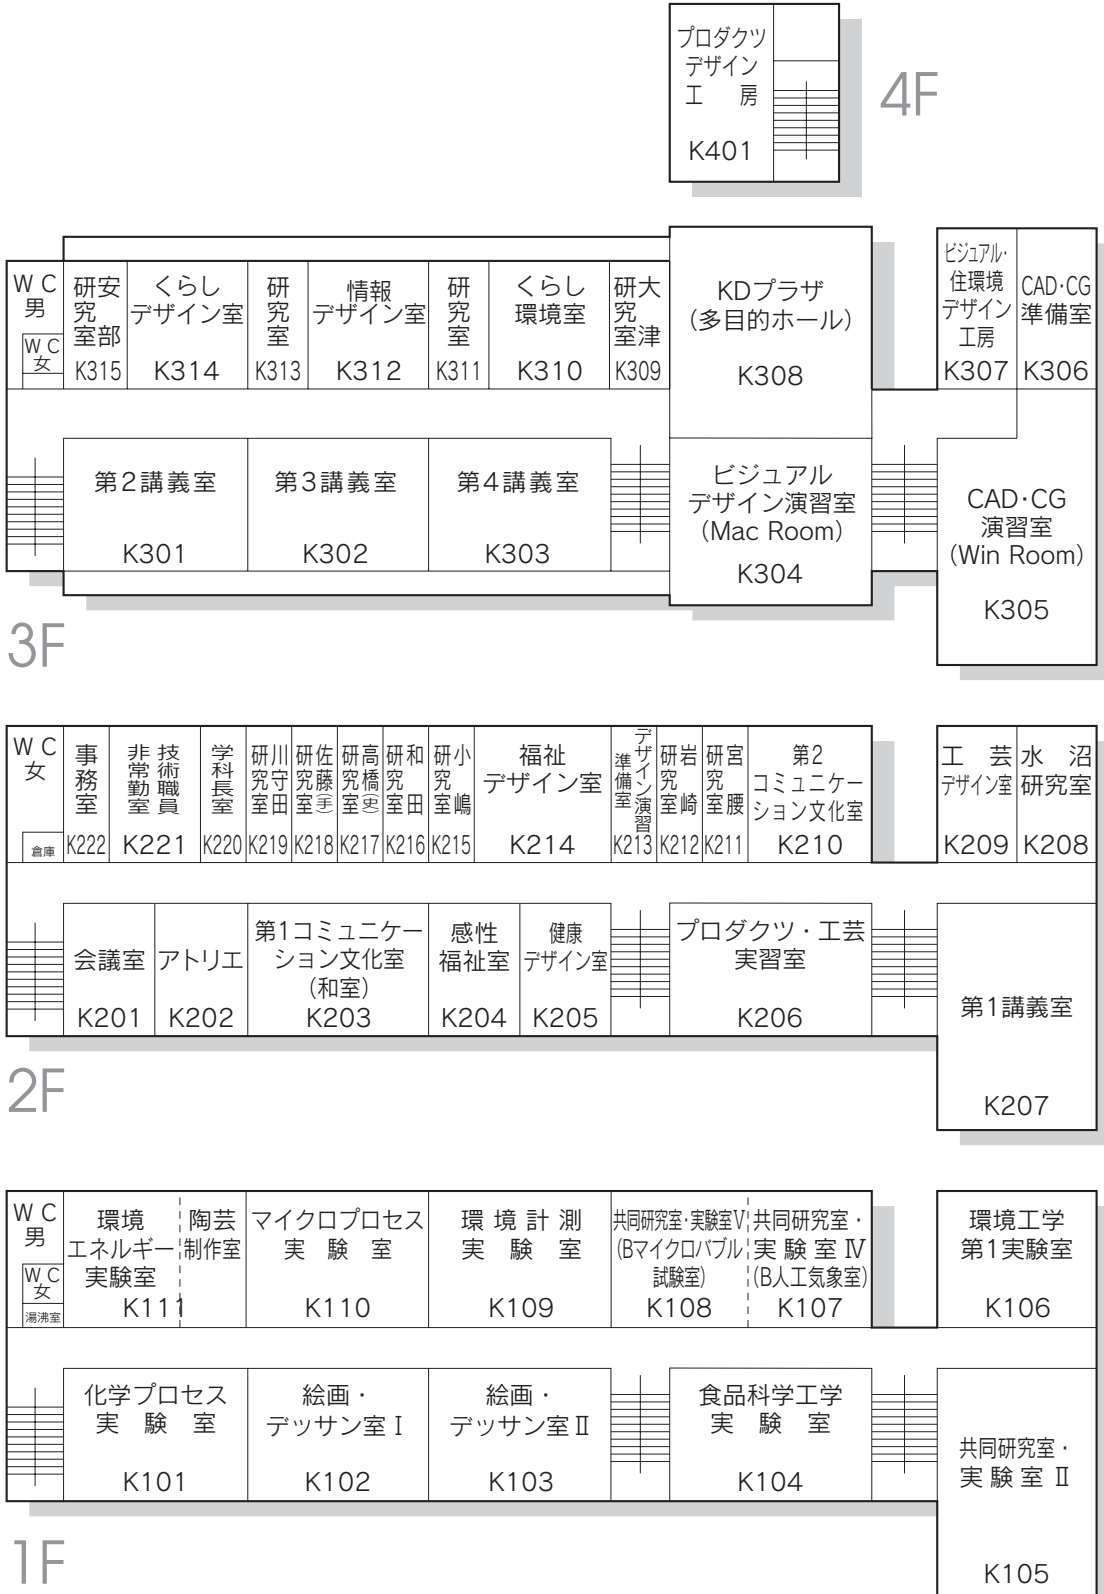 プロダクツ
デザイン
工　房
K401
4F
WC
男
WC
女
安部
研究室
K315
くらし
デザイン室
K314
研究室
K313
情報
デザイン室
K312
研究室
K311
くらし
環境室
K310
大津
研究室
K309
KDプラザ
(多目的ホール)
K308
ビジュアル・
住環境
デザイン
工房
K307
CAD・CG
準備室
K306
第2講義室
K301
第3講義室
K302
第4講義室
K303
ビジュアル
デザイン演習室
(Mac Room)
K304
CAD・CG
演習室
(Win Room)
K305
3F
WC
女
倉庫
事務室
K222
技術職員
非常勤室
K221
学科長室
K220
川守田
研究室
K219
佐藤(手)
研究室
K218
高橋(史)
研究室
K217
和田
研究室
K216
小嶋
研究室
K215
福祉
デザイン室
K214
デザイン演習
準備室
K213
岩崎
研究室
K212
宮腰
研究室
K211
第2
コミュニケー
ション文化室
K210
工　芸
デザイン室
K209
水　沼
研究室
K208
会議室
K201
アトリエ
K202
第1コミュニケー
ション文化室
(和室)
K203
感性
福祉室
K204
健康
デザイン室
K205
プロダクツ・工芸
実習室
K206
第1講義室
K207
2F
WC
男
WC
女
湯沸室
環境
エネルギー
実験室
K111
陶芸
制作室
マイクロプロセス
実　験　室
K110
環境計測
実　験　室
K109
共同研究室・実験室Ⅴ
(Bマイクロバブル
試験室)
K108
共同研究室・
実験室Ⅳ
(B人工気象室)
K107
環境工学
第1実験室
K106
化学プロセス
実　験　室
K101
絵画・
デッサン室Ⅰ
K102
絵画・
デッサン室Ⅱ
K103
食品科学工学
実　験　室
K104
共同研究室・
実験室Ⅱ
K105
1F